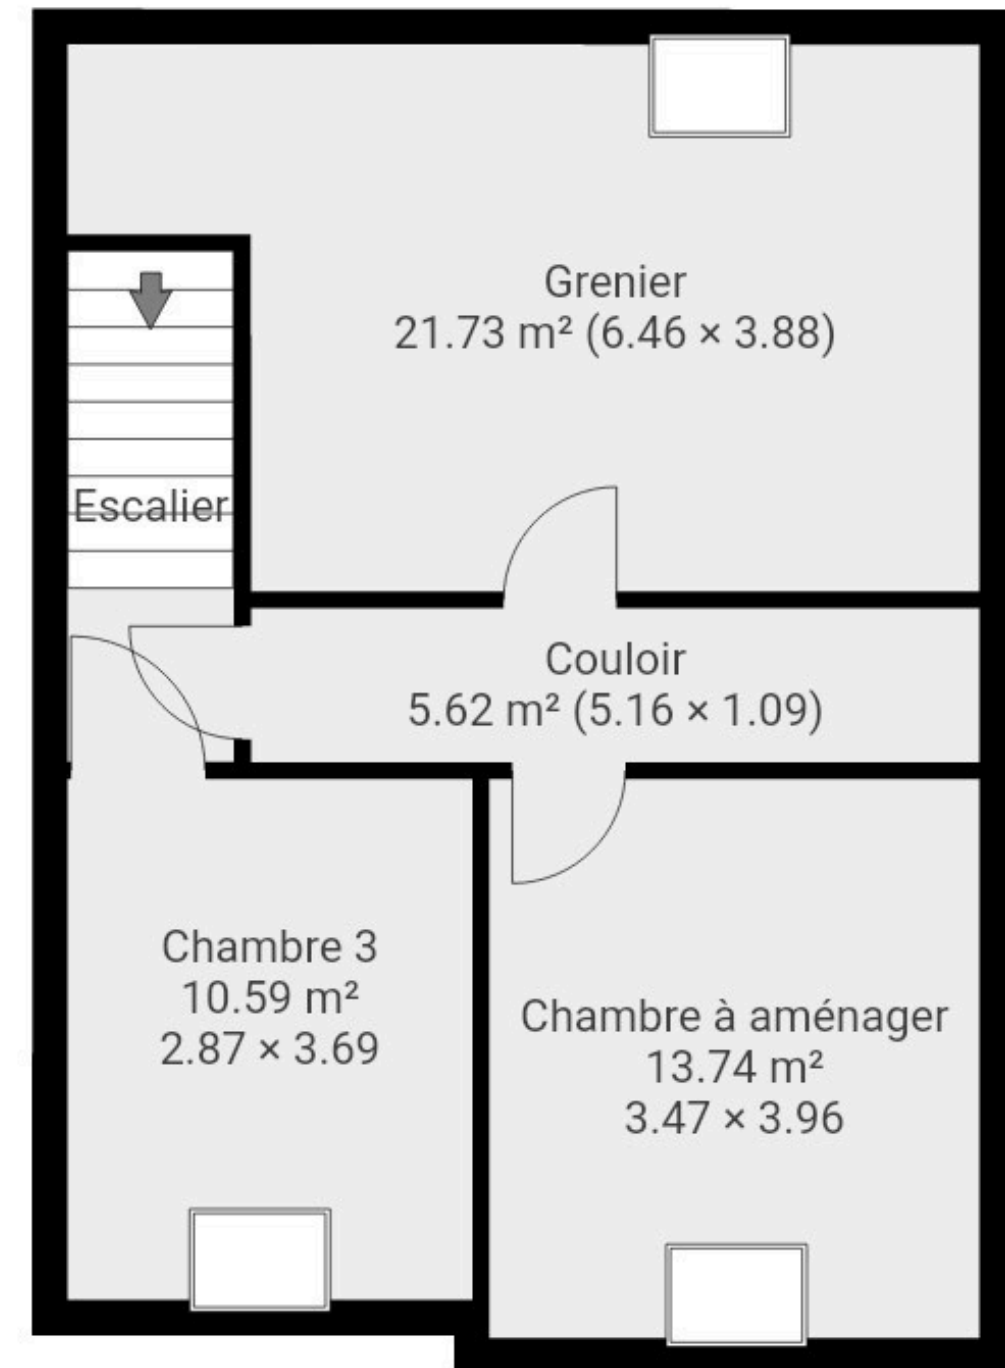 Grenier
21.73 m² (6.46 × 3.88)
Escalier
Couloir
5.62 m² (5.16 × 1.09)
Chambre 3
10.59 m²
2.87 × 3.69
Chambre à aménager
13.74 m²
3.47 × 3.96